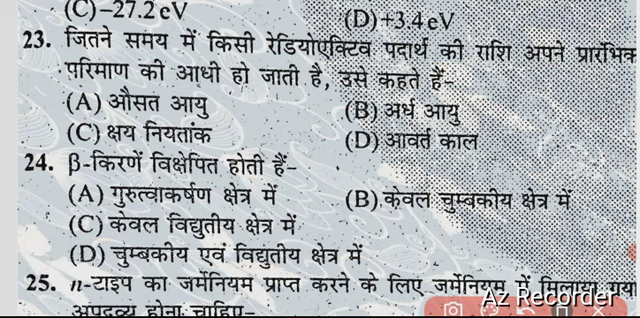 (C)–27.2 eV (D)+3.4 eV
23. जितने समय में किसी रेडियोएक्टिव पदार्थ की राशि अपने प्रारंभिक
परिमाण की आधी हो जाती है, उसे कहते हैं–
(A) औसत आयु (B) अर्ध आयु
(C) क्षय नियतांक (D) आवर्त काल
24. β-किरणें विक्षेपित होती हैं–
(A) गुरुत्वाकर्षण क्षेत्र में (B) केवल चुम्बकीय क्षेत्र में
(C) केवल विद्युतीय क्षेत्र में
(D) चुम्बकीय एवं विद्युतीय क्षेत्र में
25. n-टाइप का जर्मेनियम प्राप्त करने के लिए जर्मेनियम में मिलाया गया
अपद्रव्य होना चाहिए–
Az Recorder